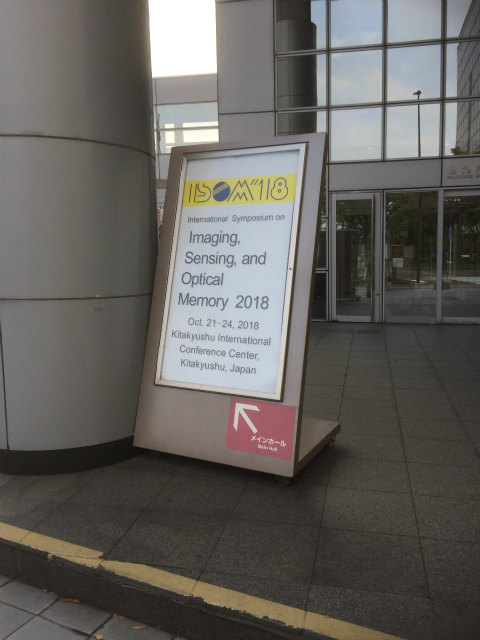 ISOM'18
International Symposium on
Imaging,
Sensing, and
Optical
Memory 2018
Oct. 21-24, 2018
Kitakyushu International
Conference Center,
Kitakyushu, Japan
メインホール
Main Hall